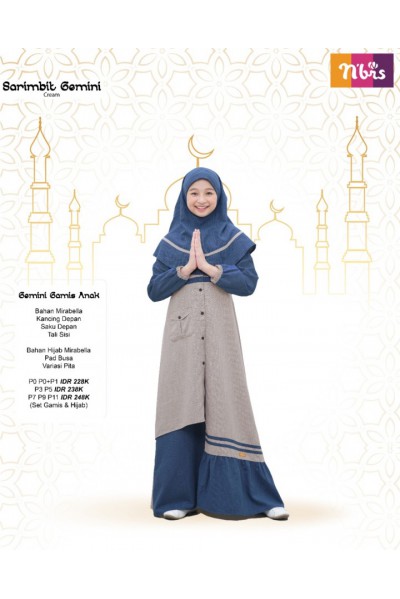 Sarimbit Gemini
Cream
Nbrs
Gemini Gamis Anak
Bahan Mirabella
Kancing Depan
Saku Depan
Tali Sisi
Bahan Hijab Mirabella
Pad Busa
Variasi Pita
P0 P0+P1 IDR 228K
P3 P5 IDR 238K
P7 P9 P11 IDR 248K
(Set Gamis & Hijab)